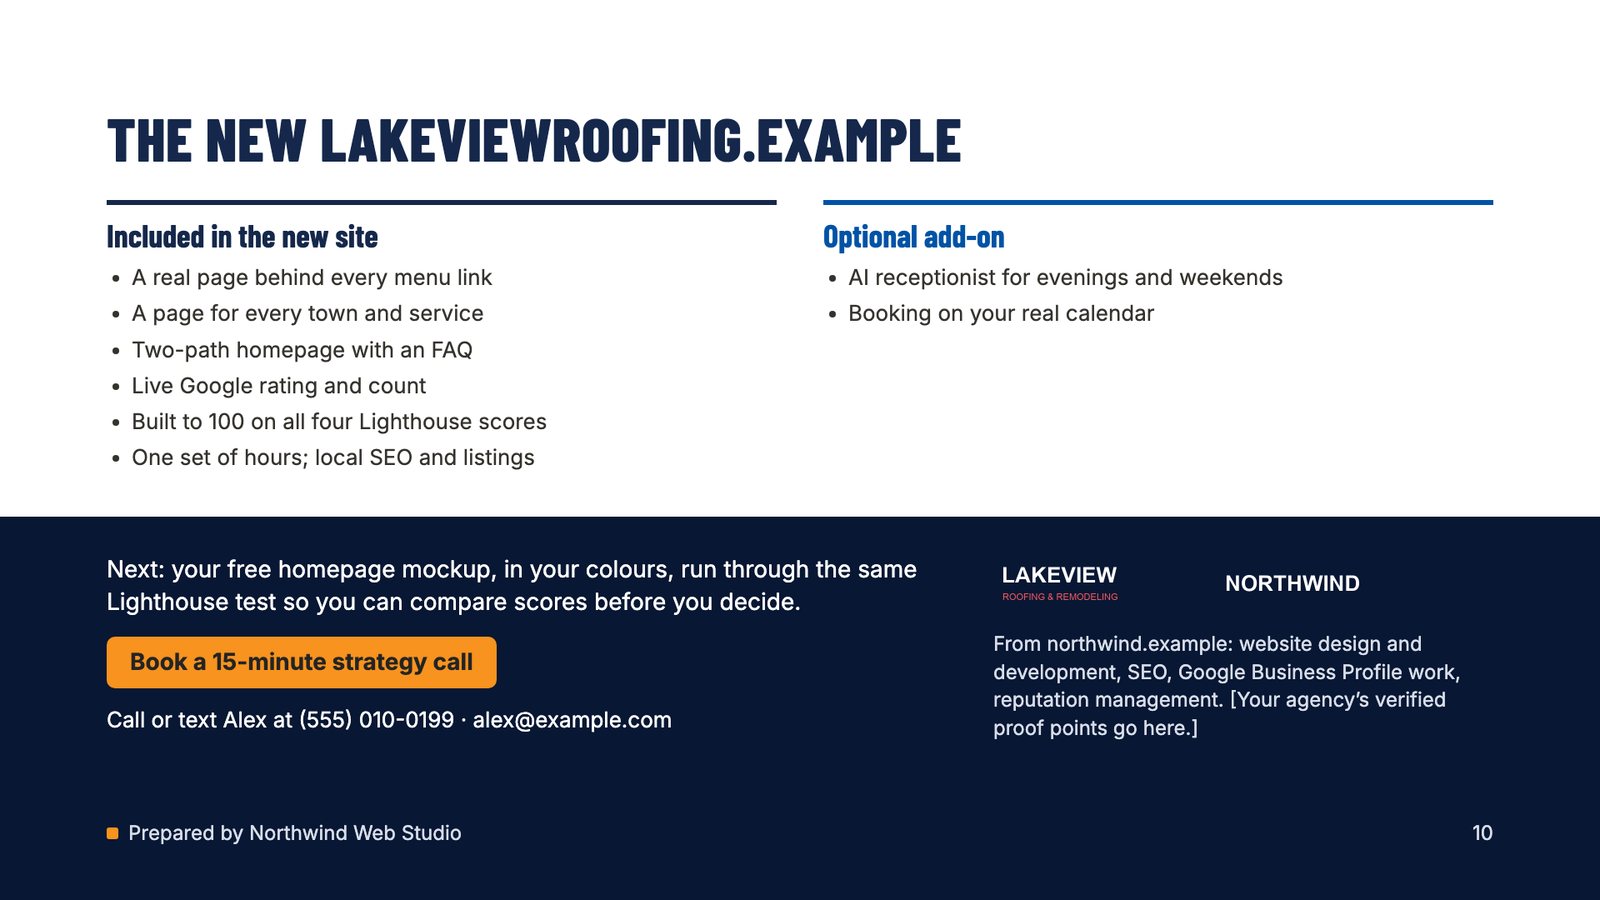 THE NEW LAKEVIEWROOFING.EXAMPLE
Included in the new site
• A real page behind every menu link
• A page for every town and service
• Two-path homepage with an FAQ
• Live Google rating and count
• Built to 100 on all four Lighthouse scores
• One set of hours; local SEO and listings
Optional add-on
• AI receptionist for evenings and weekends
• Booking on your real calendar
Next: your free homepage mockup, in your colours, run through the same
Lighthouse test so you can compare scores before you decide.
Book a 15-minute strategy call
Call or text Alex at (555) 010-0199 · alex@example.com
LAKEVIEW
ROOFING & REMODELING
NORTHWIND
From northwind.example: website design and
development, SEO, Google Business Profile work,
reputation management. [Your agency’s verified
proof points go here.]
Prepared by Northwind Web Studio
10